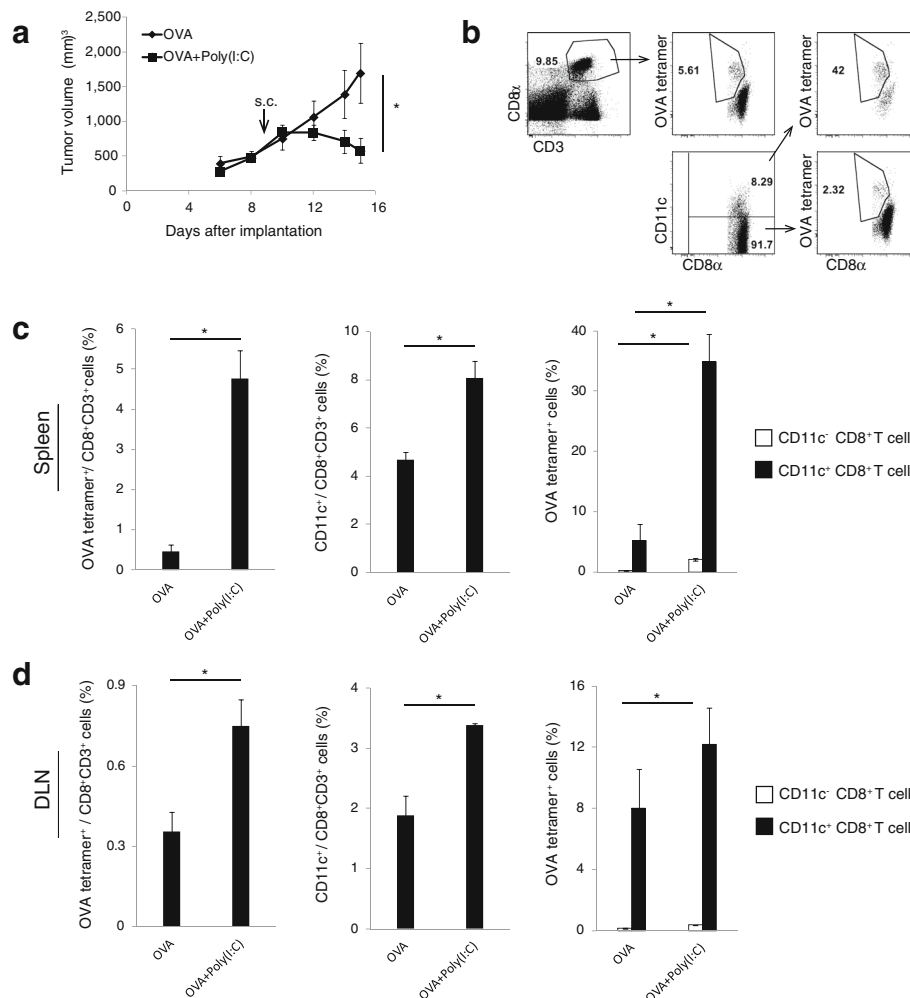 a
Tumor volume (mm)³
2,500
2,000
1,500
1,000
500
0
0
4
8
12
16
Days after implantation
OVA
OVA+Poly(I:C)
s.c.
*
b
9.85
CD8α
CD3
5.61
OVA tetramer
42
OVA tetramer
8.29
91.7
CD11c
CD8α
2.32
OVA tetramer
CD8α
c
Spleen
OVA tetramer⁺/ CD8⁺CD3⁺ cells (%)
6
5
4
3
2
1
0
*
OVA
OVA+Poly(I:C)
CD11c⁺ / CD8⁺CD3⁺ cells (%)
10
8
6
4
2
0
*
OVA
OVA+Poly(I:C)
OVA tetramer⁺ cells (%)
40
30
20
10
0
*
*
OVA
OVA+Poly(I:C)
CD11c⁻ CD8⁺ T cell
CD11c⁺ CD8⁺ T cell
d
DLN
OVA tetramer⁺ / CD8⁺CD3⁺ cells (%)
0.9
0.6
0.3
0
*
OVA
OVA+Poly(I:C)
CD11c⁺ / CD8⁺CD3⁺ cells (%)
4
3
2
1
0
*
OVA
OVA+Poly(I:C)
OVA tetramer⁺ cells (%)
16
12
8
4
0
*
OVA
OVA+Poly(I:C)
CD11c⁻ CD8⁺ T cell
CD11c⁺ CD8⁺ T cell